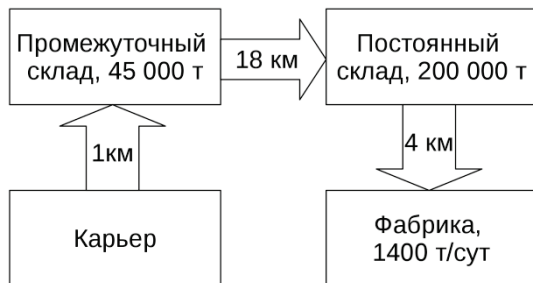 Промежуточный
склад, 45 000 т
18 км
Постоянный
склад, 200 000 т
1км
4 км
Карьер
Фабрика,
1400 т/сут